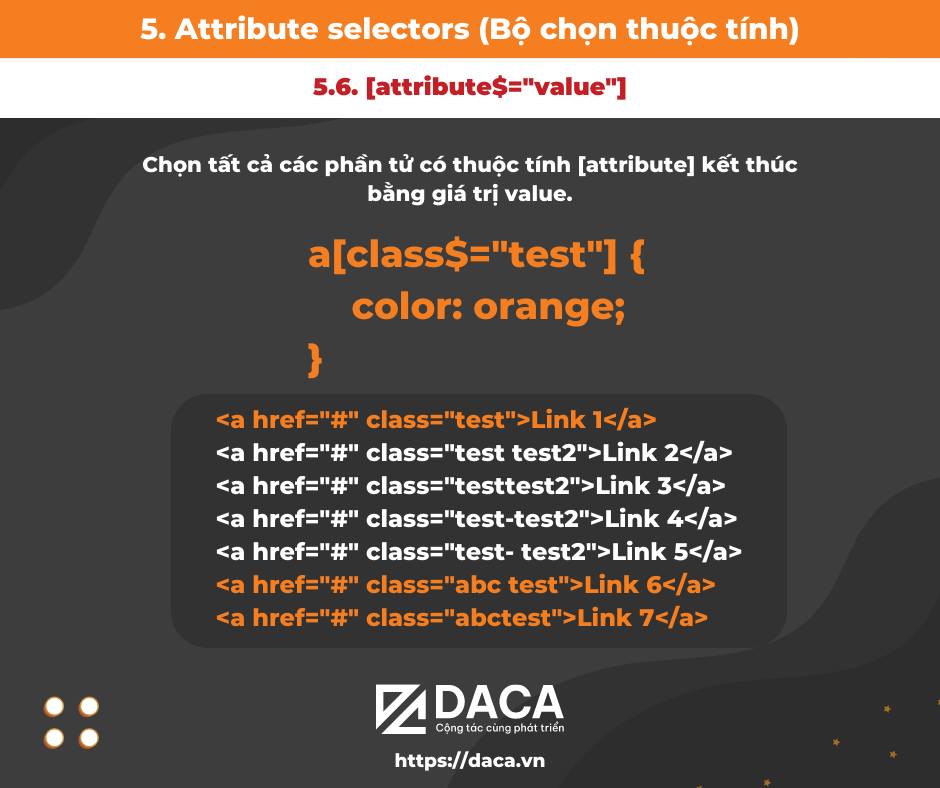 5. Attribute selectors (Bộ chọn thuộc tính)
5.6. [attribute$="value"]
Chọn tất cả các phần tử có thuộc tính [attribute] kết thúc
bằng giá trị value.
a[class$="test"] {
color: orange;
}
<a href="#" class="test">Link 1</a>
<a href="#" class="test test2">Link 2</a>
<a href="#" class="testtest2">Link 3</a>
<a href="#" class="test-test2">Link 4</a>
<a href="#" class="test- test2">Link 5</a>
<a href="#" class="abc test">Link 6</a>
<a href="#" class="abctest">Link 7</a>
DACA
Cộng tác cùng phát triển
https://daca.vn